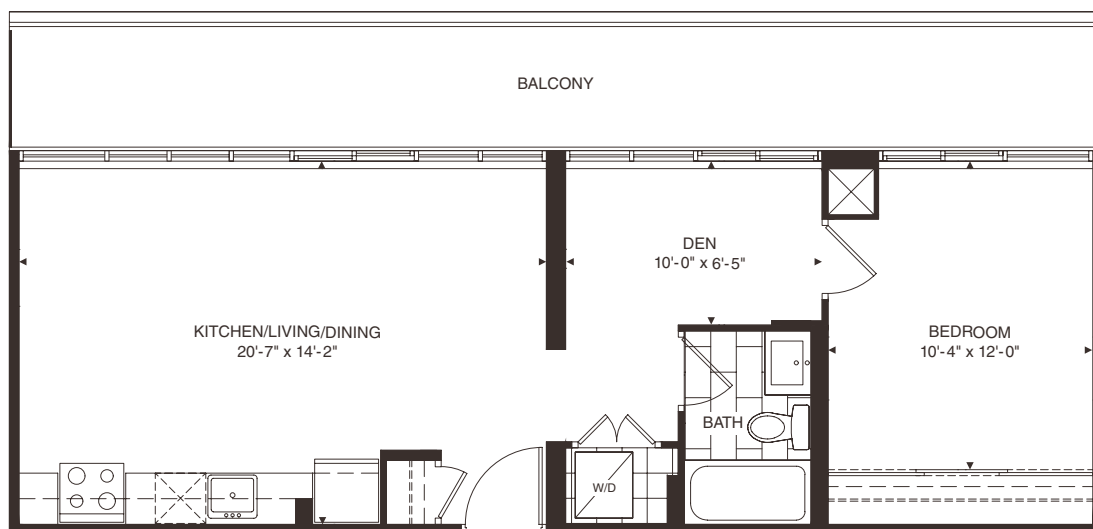 BALCONY
DEN
10'-0" x 6'-5"
KITCHEN/LIVING/DINING
20'-7" x 14'-2"
BEDROOM
10'-4" x 12'-0"
BATH
W/D